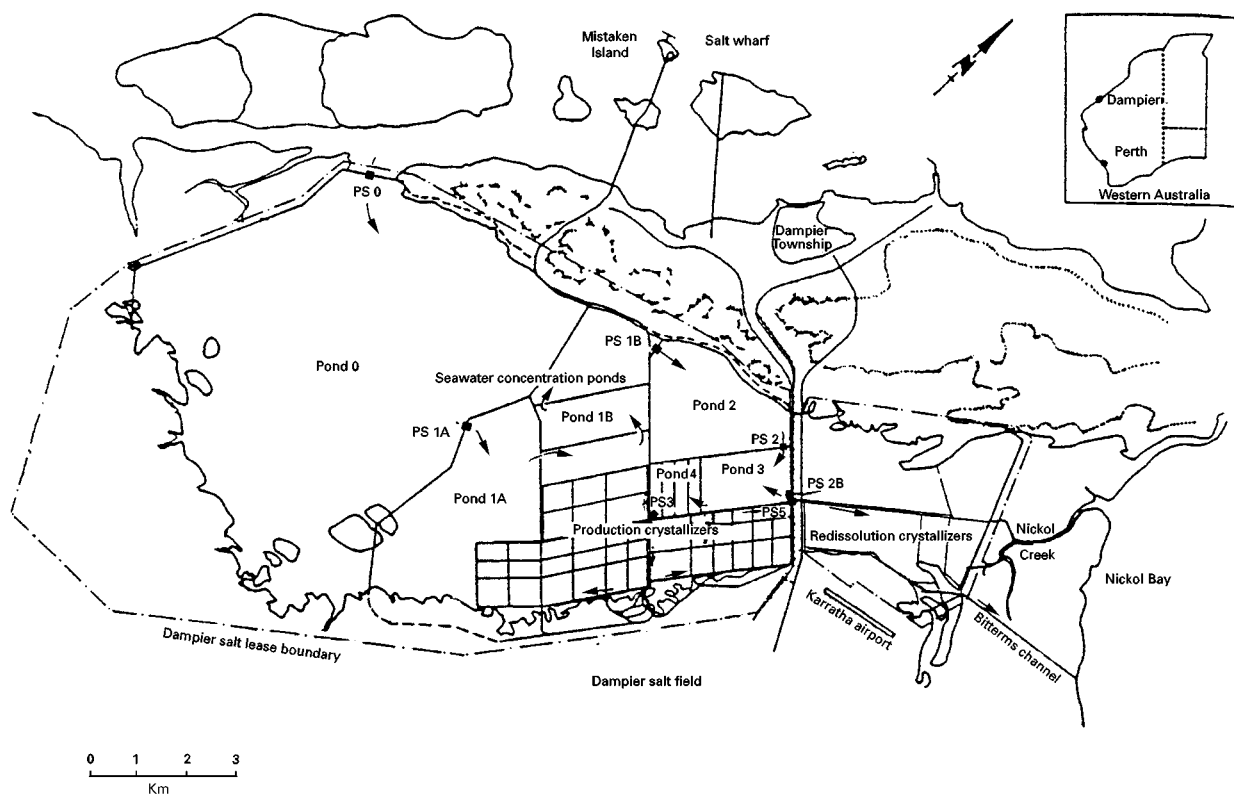 Mistaken
Island
Salt wharf
N
Dampier
Perth
Western Australia
PS 0
Dampier
Township
Pond 0
PS 1B
Seawater concentration ponds
Pond 1B
Pond 2
PS 1A
PS 2
Pond 4
Pond 3
Pond 1A
PS 2B
PS3
PS5
Production crystallizers
Redissolution crystallizers
Nickol
Creek
Nickol Bay
Karratha airport
Bitterms channel
Dampier salt lease boundary
Dampier salt field
0 1 2 3
Km